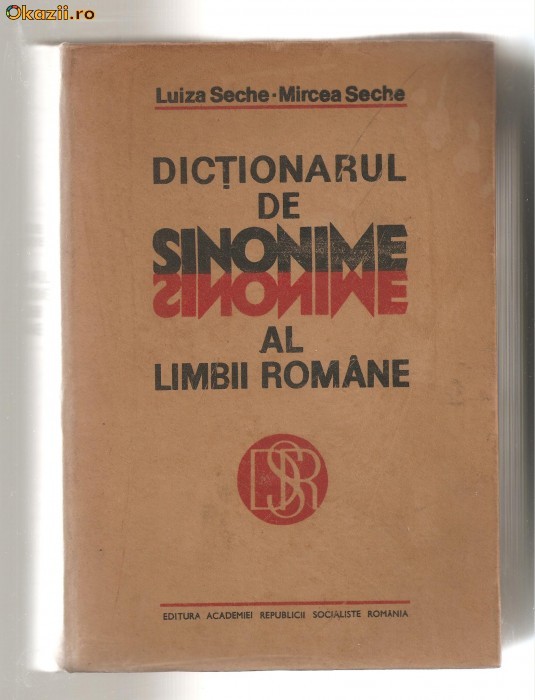 Okazii.ro
Luiza Seche • Mircea Seche
DICȚIONARUL
DE
SINONIME
SINONIME
AL
LIMBII ROMÂNE
DSR
EDITURA ACADEMIEI REPUBLICII SOCIALISTE ROMÂNIA